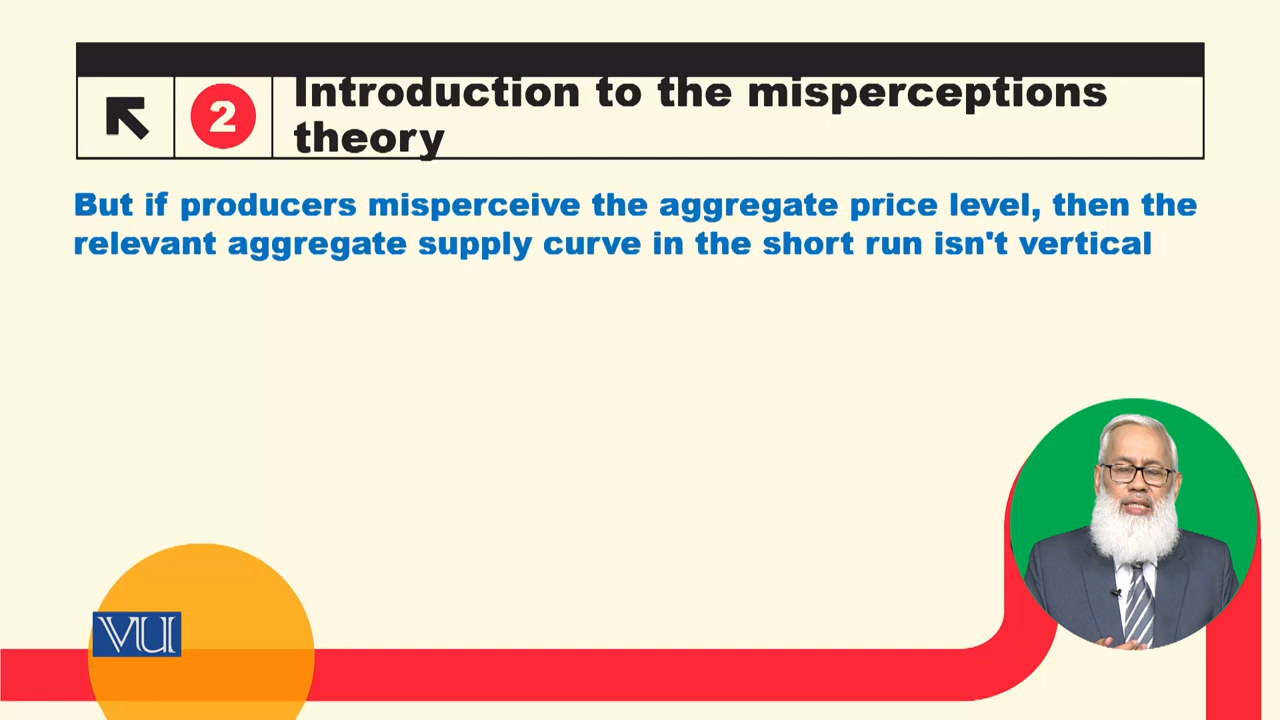 2
Introduction to the misperceptions
theory
But if producers misperceive the aggregate price level, then the
relevant aggregate supply curve in the short run isn't vertical
VU